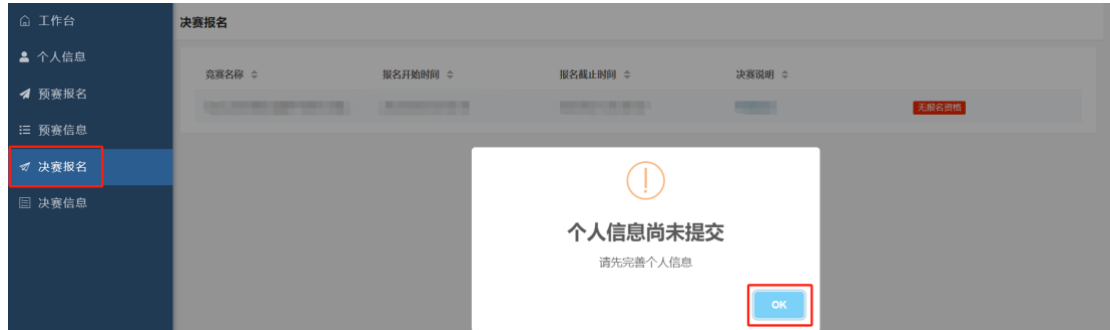 工作台
个人信息
预赛报名
预赛信息
决赛报名
决赛信息
决赛报名
竞赛名称 报名开始时间 报名截止时间 决赛说明
无报名资格
个人信息尚未提交
请先完善个人信息
OK